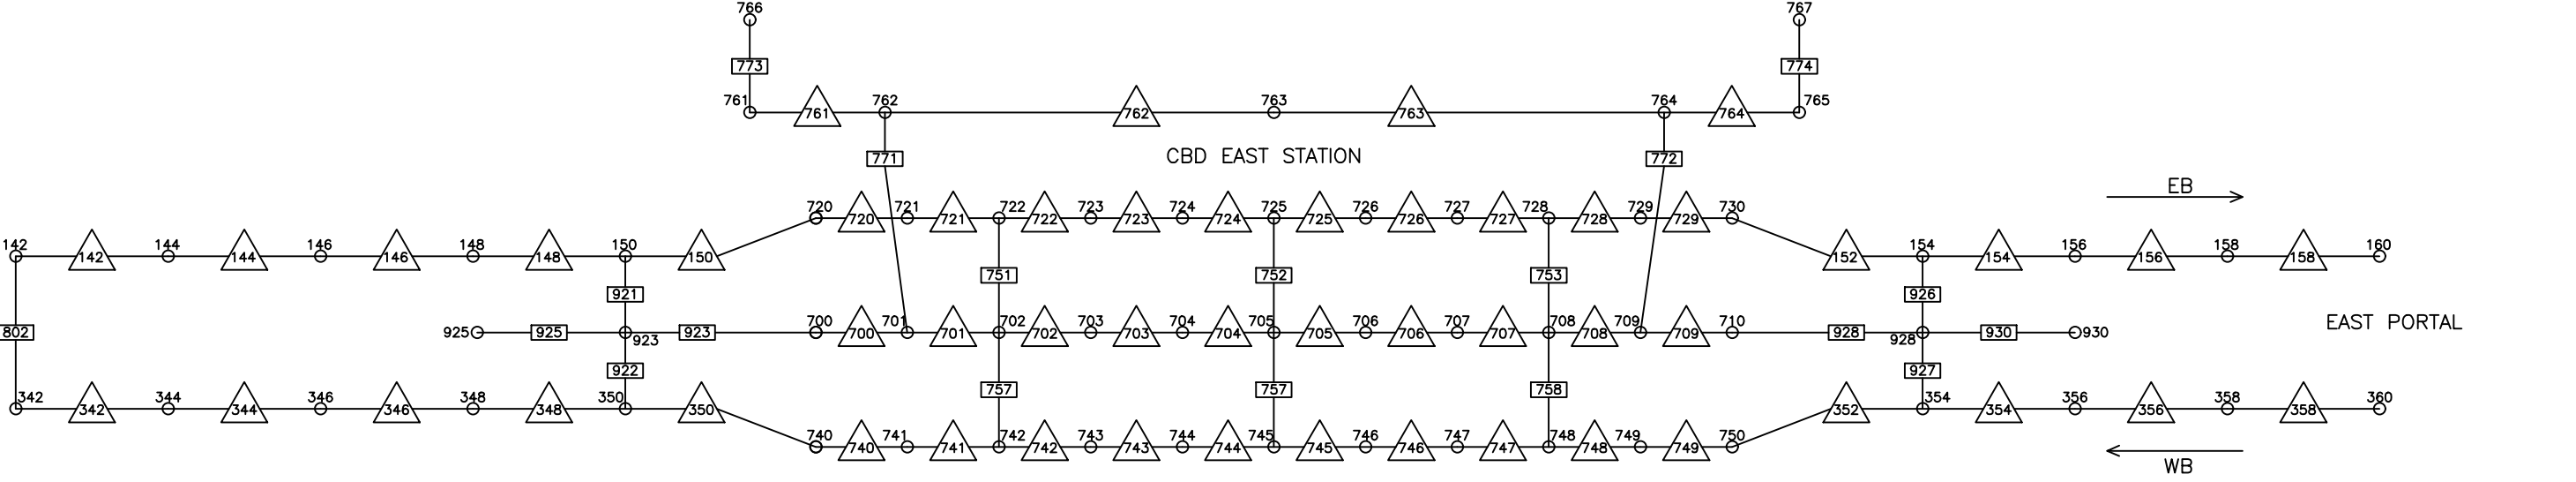 766 767
773 774
761 762 763 764 765
761 762 763 764
771 CBD EAST STATION 772
EB
720 721 722 723 724 725 726 727 728 729 730
720 721 722 723 724 725 726 727 728 729
142 144 146 148 150 154 156 158 160
142 144 146 148 150 152 154 156 158
751 752 753
921 926
EAST PORTAL
700 701 702 703 704 705 706 707 708 709 710
802 925 925 923 923 700 701 702 703 704 705 706 707 708 709 928 928 930 930
922 927
757 757 758
342 344 346 348 350 354 356 358 360
342 344 346 348 350 352 354 356 358
740 741 742 743 744 745 746 747 748 749 750
740 741 742 743 744 745 746 747 748 749
WB